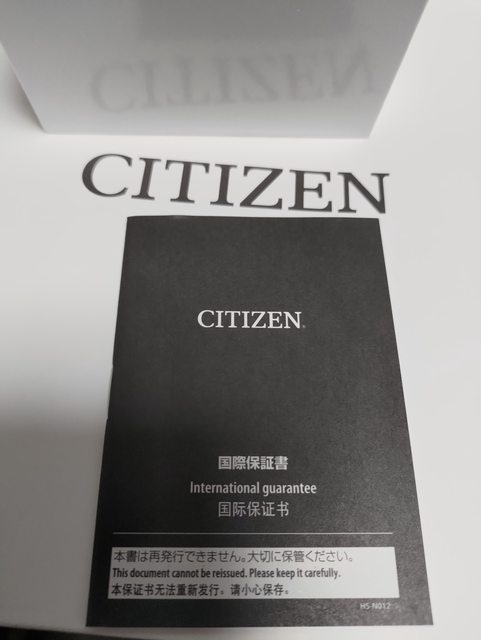 CITIZEN
CITIZEN
CITIZEN®
国際保証書
International guarantee
国际保证书
本書は再発行できません。大切に保管ください。
This document cannot be reissued. Please keep it carefully.
本保证书无法重新发行。请小心保存。
HS-N012